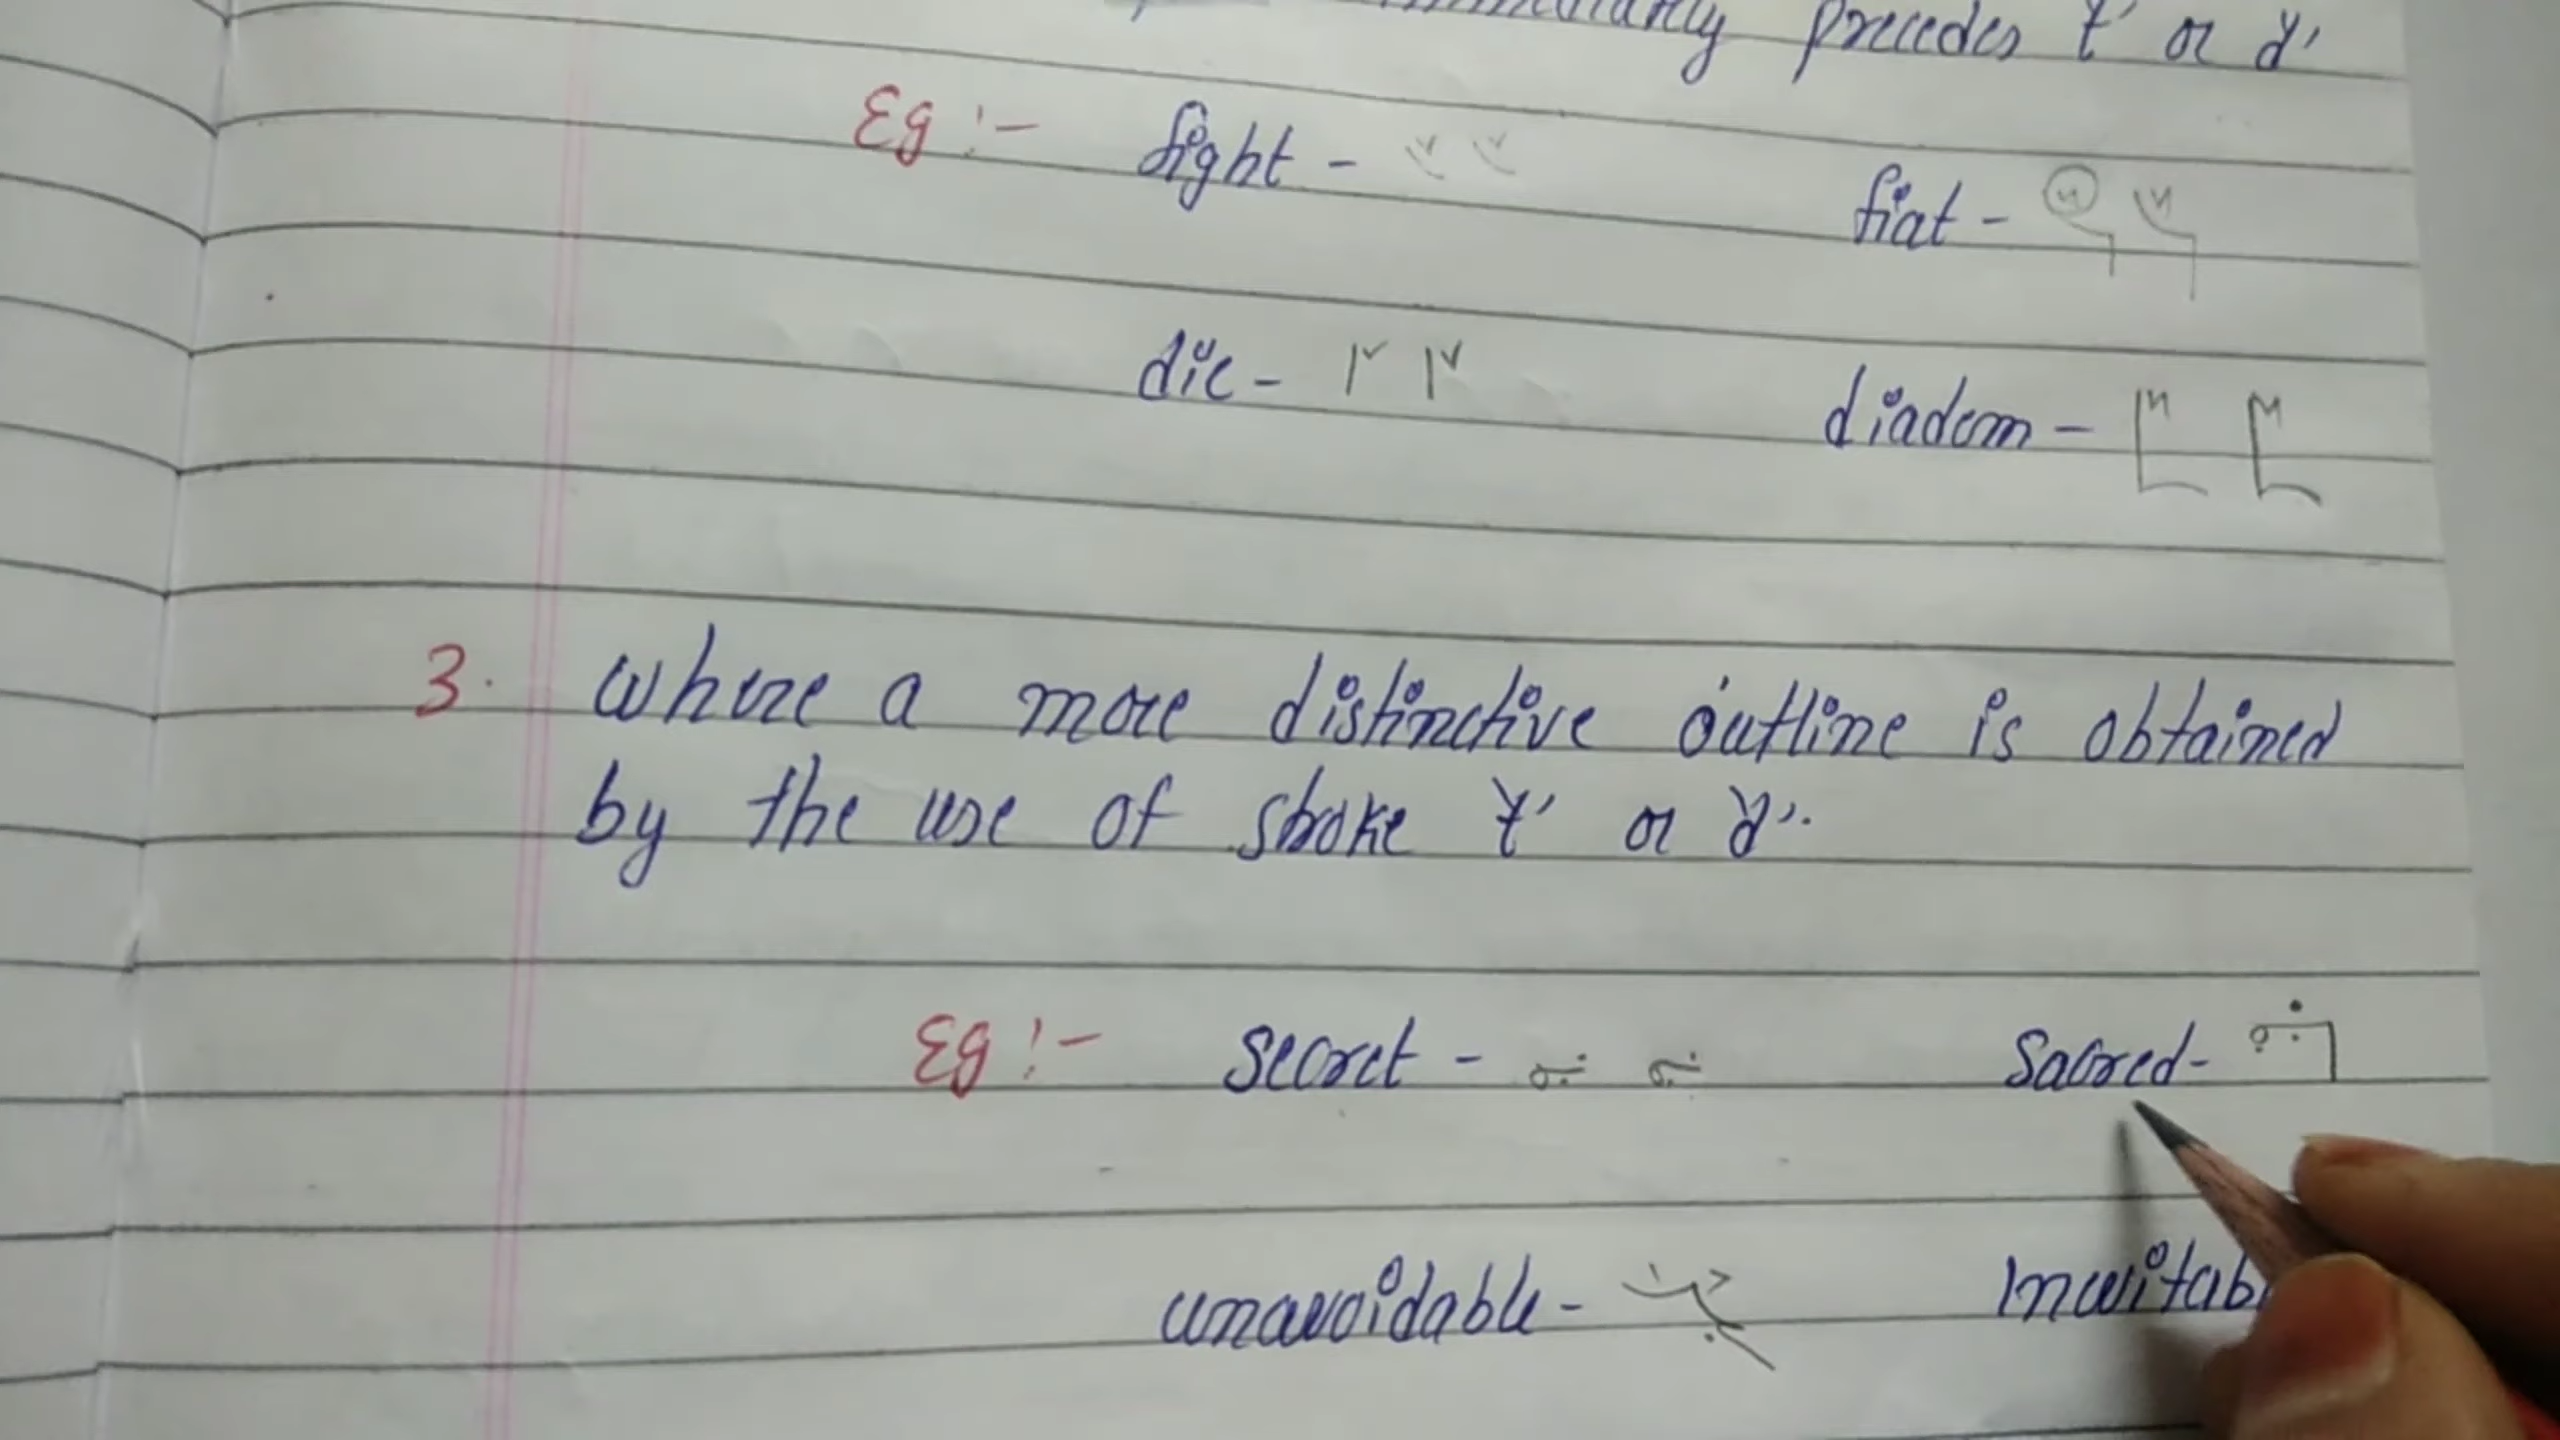 precedes 't' or 'd'
Eg :- fight -
fiat -
die -
diadem -
3. Where a more distinctive outline is obtained
by the use of stroke 't' or 'd'.
Eg :- Secret -
Sacred -
unavoidable -